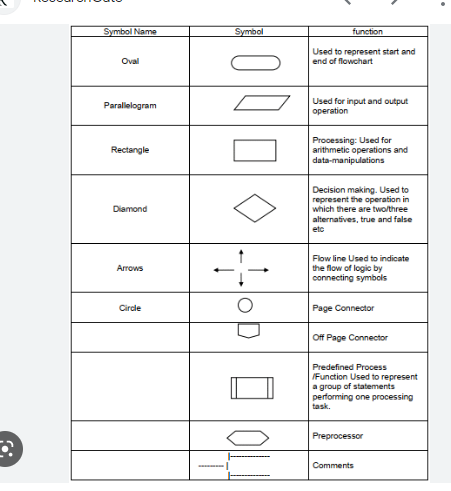 Symbol Name Symbol function
Oval
Used to represent start and
end of flowchart
Parallelogram
Used for input and output
operation
Rectangle
Processing: Used for
arithmetic operations and
data-manipulations
Diamond
Decision making. Used to
represent the operation in
which there are two/three
alternatives, true and false
etc
Arrows
Flow line Used to indicate
the flow of logic by
connecting symbols
Circle
Page Connector
Off Page Connector
Predefined Process
/Function Used to represent
a group of statements
performing one processing
task.
Preprocessor
Comments